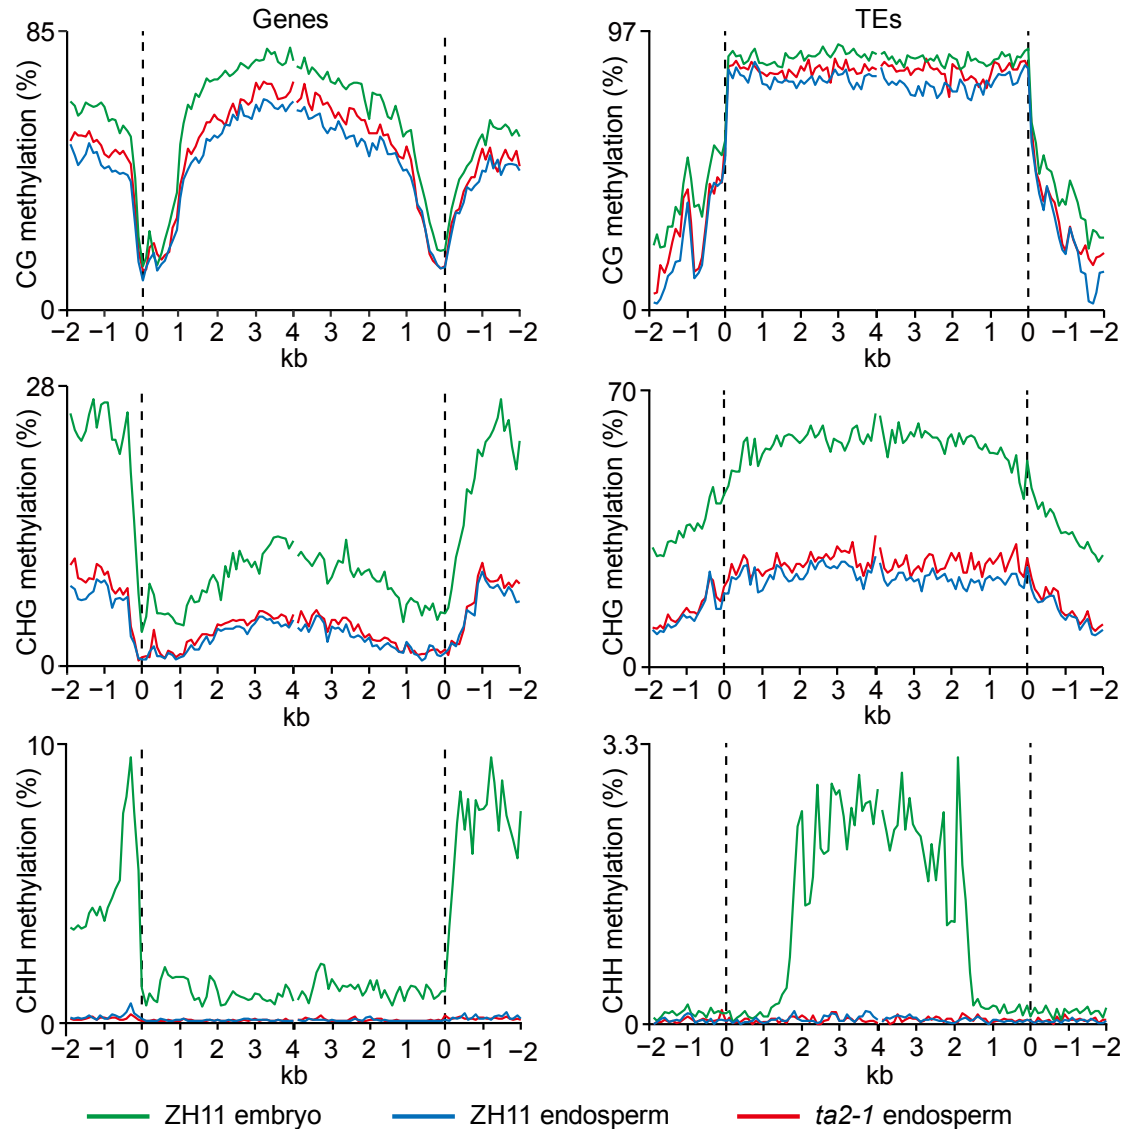 Genes
TEs
85
CG methylation (%)
0
−2 −1 0 1 2 3 4 3 2 1 0 −1 −2
kb
97
CG methylation (%)
0
−2 −1 0 1 2 3 4 3 2 1 0 −1 −2
kb
28
CHG methylation (%)
0
−2 −1 0 1 2 3 4 3 2 1 0 −1 −2
kb
70
CHG methylation (%)
0
−2 −1 0 1 2 3 4 3 2 1 0 −1 −2
kb
10
CHH methylation (%)
0
−2 −1 0 1 2 3 4 3 2 1 0 −1 −2
kb
3.3
CHH methylation (%)
0
−2 −1 0 1 2 3 4 3 2 1 0 −1 −2
kb
ZH11 embryo ZH11 endosperm ta2-1 endosperm